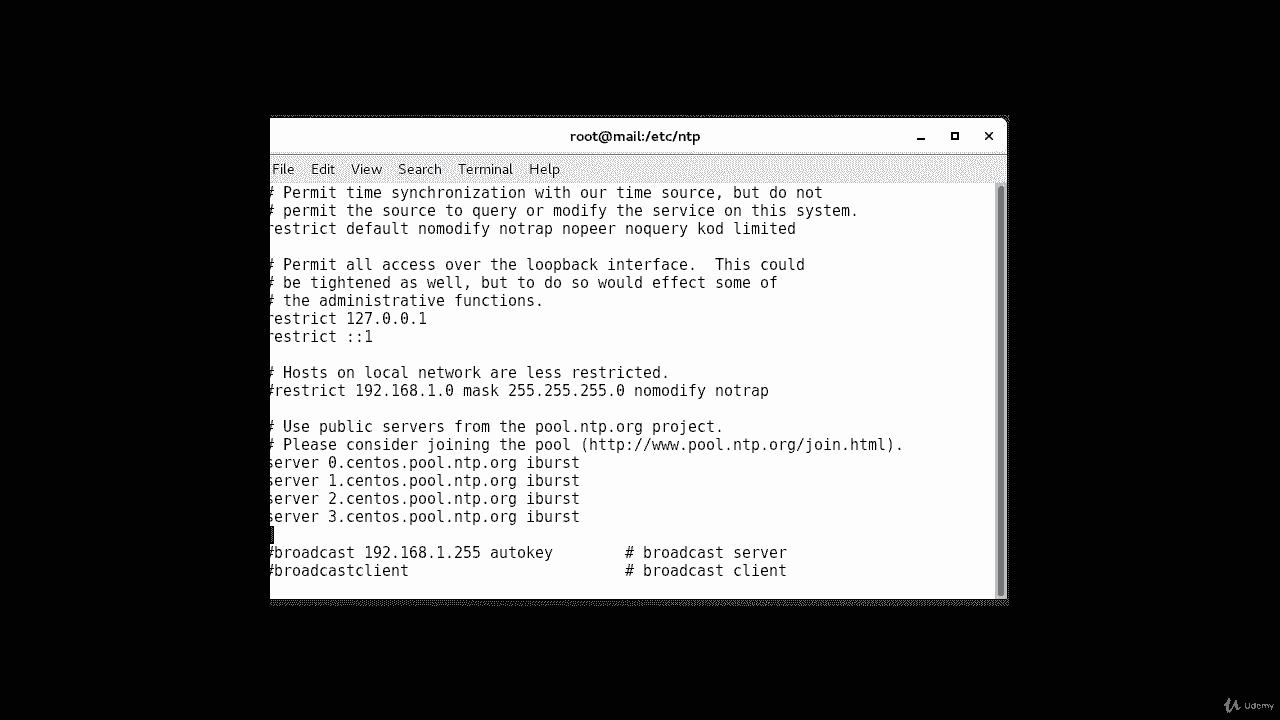 root@mail:/etc/ntp
File Edit View Search Terminal Help
# Permit time synchronization with our time source, but do not
# permit the source to query or modify the service on this system.
restrict default nomodify notrap nopeer noquery kod limited
# Permit all access over the loopback interface.  This could
# be tightened as well, but to do so would effect some of
# the administrative functions.
restrict 127.0.0.1
restrict ::1
# Hosts on local network are less restricted.
#restrict 192.168.1.0 mask 255.255.255.0 nomodify notrap
# Use public servers from the pool.ntp.org project.
# Please consider joining the pool (http://www.pool.ntp.org/join.html).
server 0.centos.pool.ntp.org iburst
server 1.centos.pool.ntp.org iburst
server 2.centos.pool.ntp.org iburst
server 3.centos.pool.ntp.org iburst
#broadcast 192.168.1.255 autokey        # broadcast server
#broadcastclient                        # broadcast client
Udemy